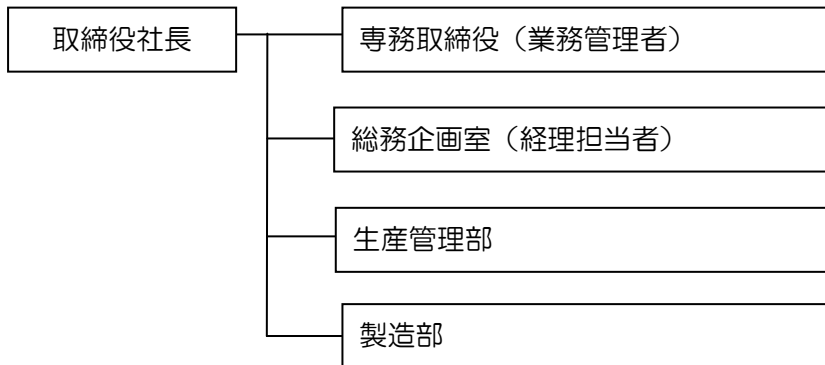 取締役社長
専務取締役（業務管理者）
総務企画室（経理担当者）
生産管理部
製造部